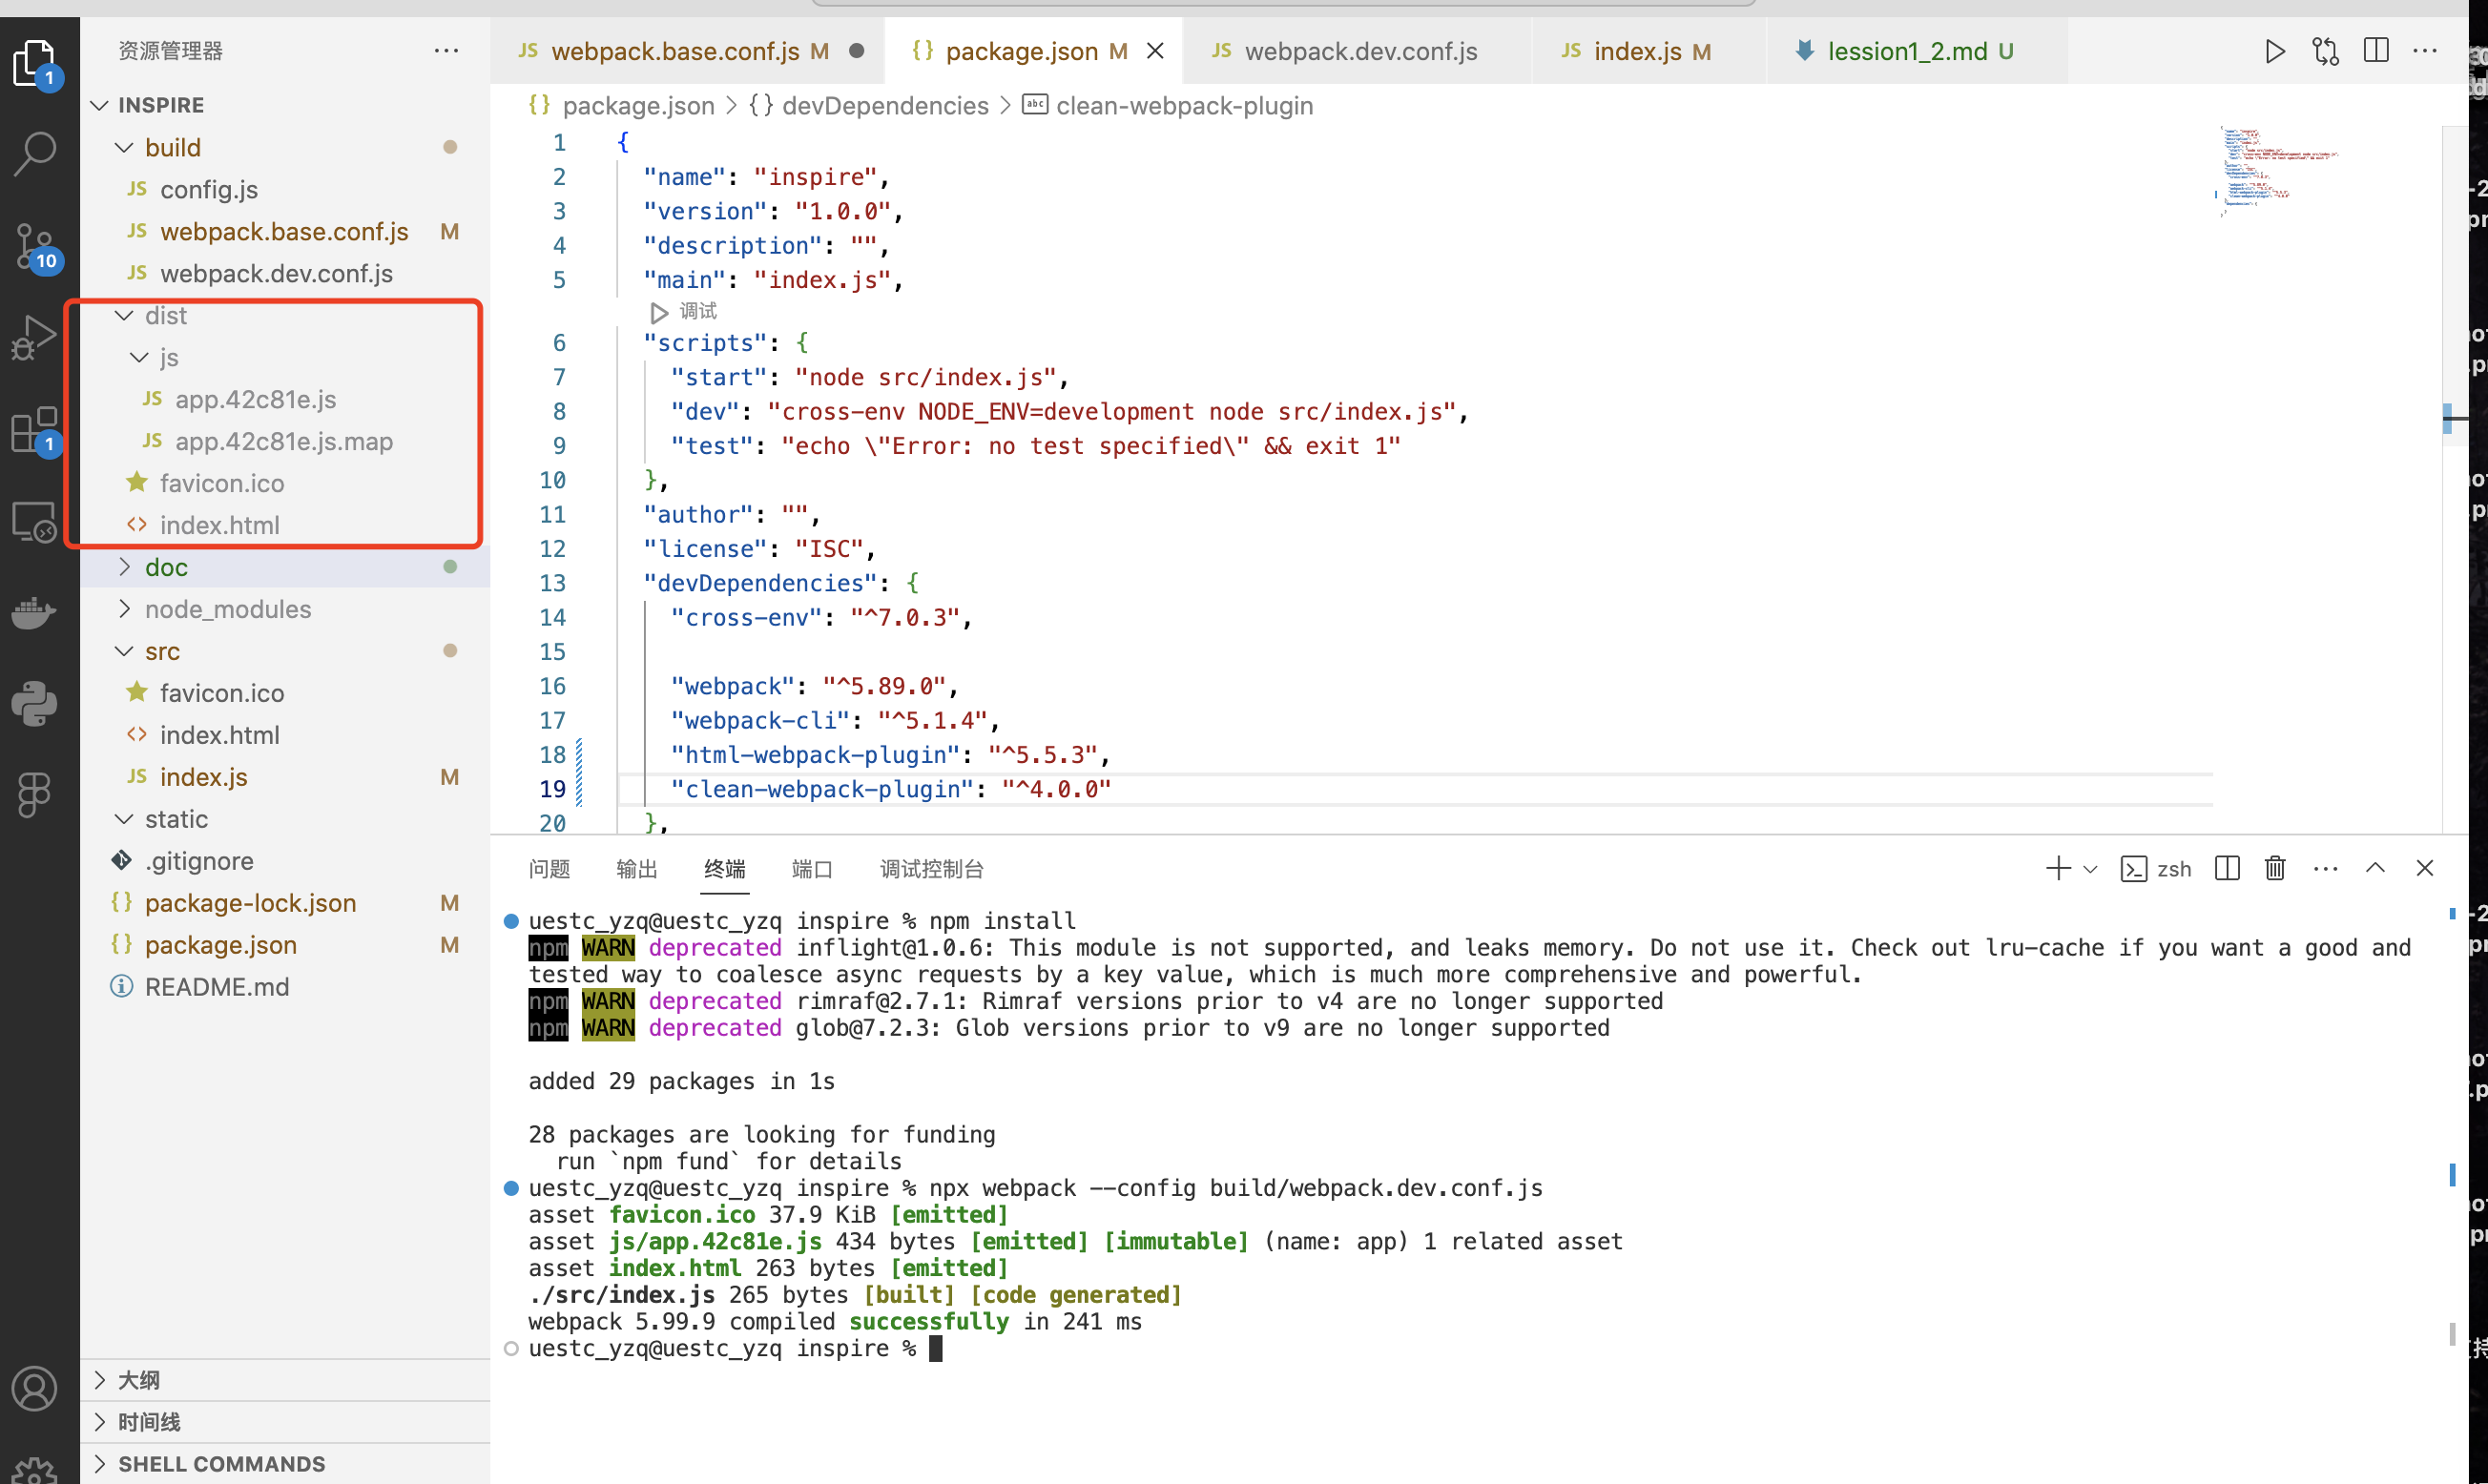 资源管理器
INSPIRE
build
JS config.js
JS webpack.base.conf.js M
JS webpack.dev.conf.js
dist
js
JS app.42c81e.js
JS app.42c81e.js.map
favicon.ico
<> index.html
doc
node_modules
src
favicon.ico
<> index.html
JS index.js M
static
.gitignore
{} package-lock.json M
{} package.json M
README.md
大纲
时间线
SHELL COMMANDS
1
10
1
JS webpack.base.conf.js M
{} package.json M
JS webpack.dev.conf.js
JS index.js M
lession1_2.md U
{} package.json > {} devDependencies > abc clean-webpack-plugin
1 {
2 "name": "inspire",
3 "version": "1.0.0",
4 "description": "",
5 "main": "index.js",
调试
6 "scripts": {
7 "start": "node src/index.js",
8 "dev": "cross-env NODE_ENV=development node src/index.js",
9 "test": "echo \"Error: no test specified\" && exit 1"
10 },
11 "author": "",
12 "license": "ISC",
13 "devDependencies": {
14 "cross-env": "^7.0.3",
15
16 "webpack": "^5.89.0",
17 "webpack-cli": "^5.1.4",
18 "html-webpack-plugin": "^5.5.3",
19 "clean-webpack-plugin": "^4.0.0"
20 },
问题 输出 终端 端口 调试控制台
zsh
uestc_yzq@uestc_yzq inspire % npm install
npm WARN deprecated inflight@1.0.6: This module is not supported, and leaks memory. Do not use it. Check out lru-cache if you want a good and
tested way to coalesce async requests by a key value, which is much more comprehensive and powerful.
npm WARN deprecated rimraf@2.7.1: Rimraf versions prior to v4 are no longer supported
npm WARN deprecated glob@7.2.3: Glob versions prior to v9 are no longer supported
added 29 packages in 1s
28 packages are looking for funding
run `npm fund` for details
uestc_yzq@uestc_yzq inspire % npx webpack --config build/webpack.dev.conf.js
asset favicon.ico 37.9 KiB [emitted]
asset js/app.42c81e.js 434 bytes [emitted] [immutable] (name: app) 1 related asset
asset index.html 263 bytes [emitted]
./src/index.js 265 bytes [built] [code generated]
webpack 5.99.9 compiled successfully in 241 ms
uestc_yzq@uestc_yzq inspire %